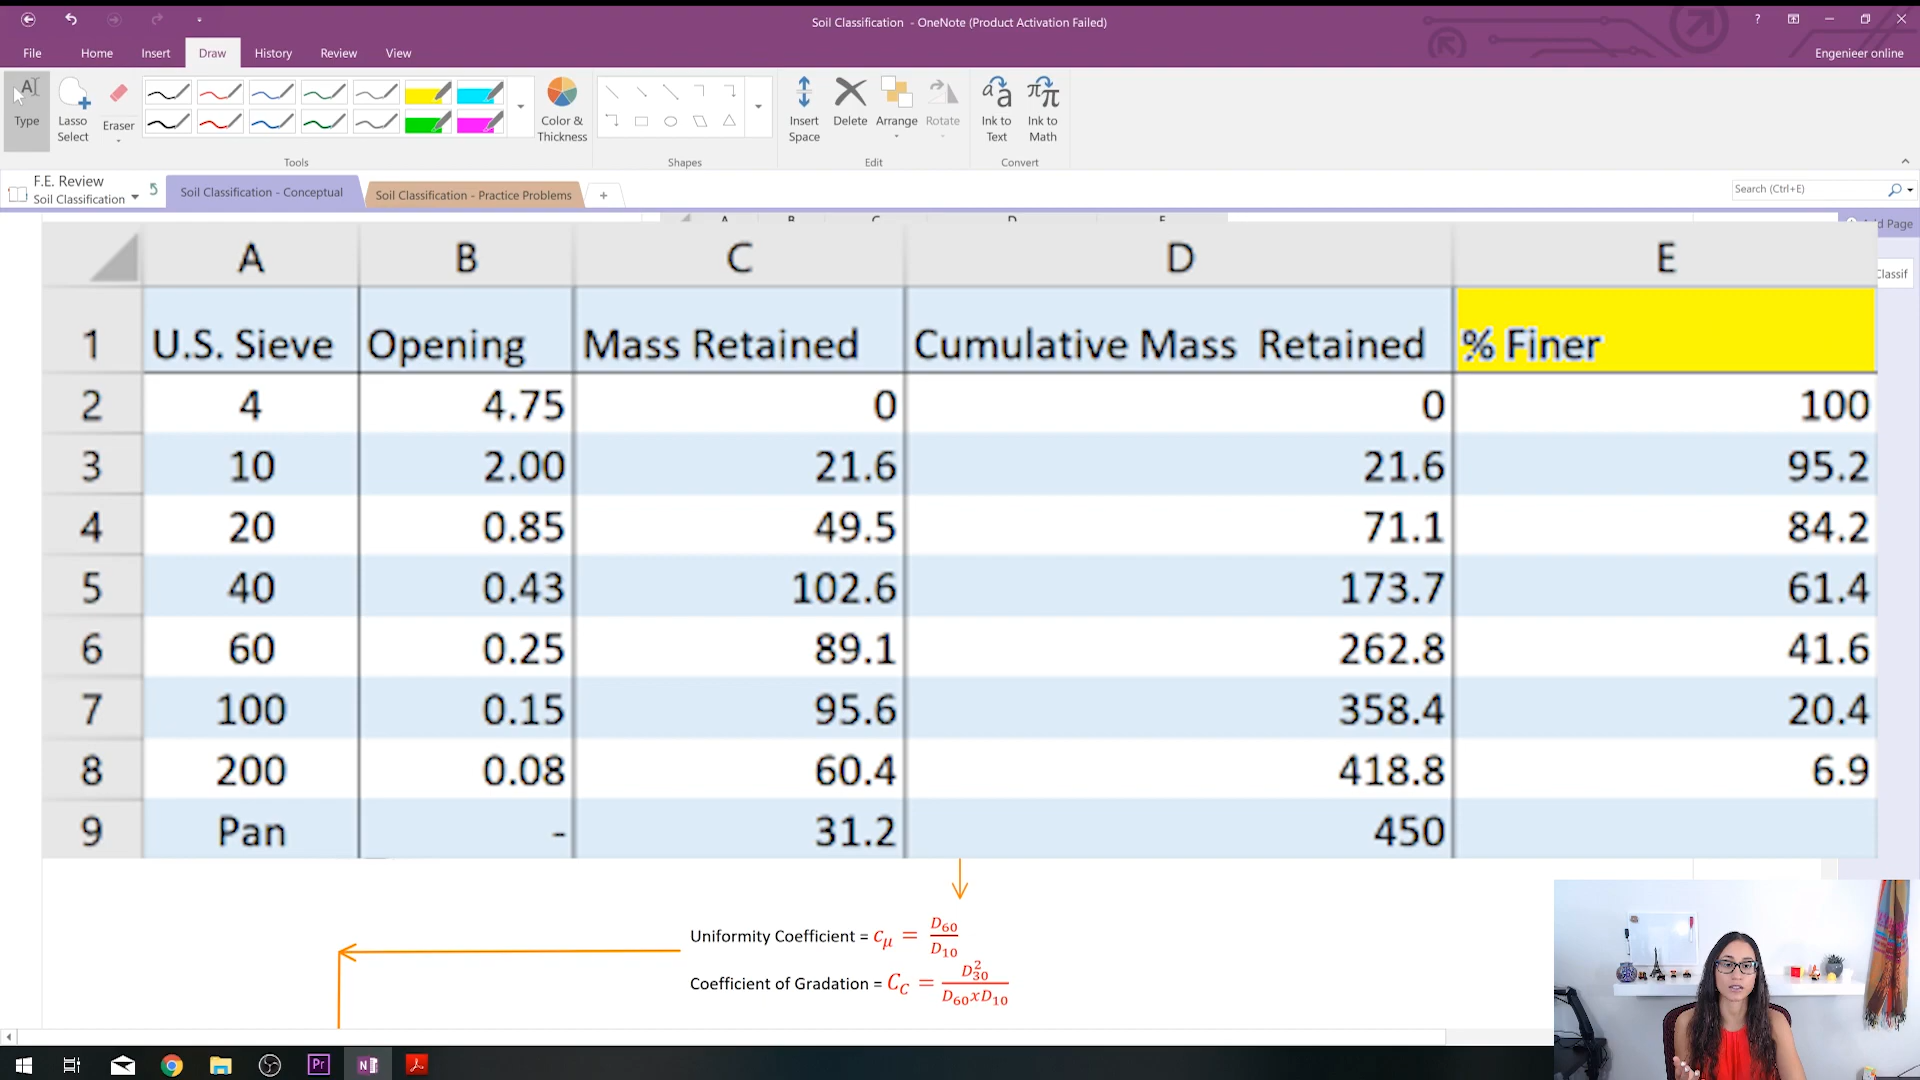 Soil Classification - OneNote (Product Activation Failed)
?
File Home Insert Draw History Review View
Engenieer online
Type
Lasso Select
Eraser
Color & Thickness
Insert Space
Delete
Arrange
Rotate
Ink to Text
Ink to Math
Tools
Shapes
Edit
Convert
F.E. Review
Soil Classification
Soil Classification - Conceptual
Soil Classification - Practice Problems
+
Search (Ctrl+E)
A B C D E
d Page
Classif
A B C D E
1 U.S. Sieve Opening Mass Retained Cumulative Mass Retained % Finer
2 4 4.75 0 0 100
3 10 2.00 21.6 21.6 95.2
4 20 0.85 49.5 71.1 84.2
5 40 0.43 102.6 173.7 61.4
6 60 0.25 89.1 262.8 41.6
7 100 0.15 95.6 358.4 20.4
8 200 0.08 60.4 418.8 6.9
9 Pan - 31.2 450
Uniformity Coefficient = cμ = D60 / D10
Coefficient of Gradation = CC = D30² / D60xD10
Pr
N